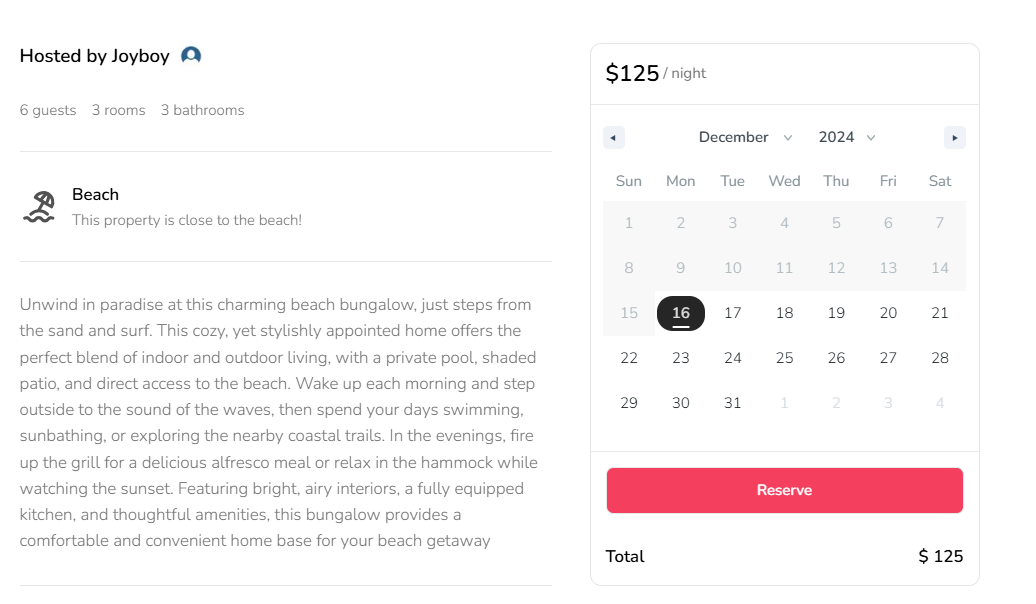 Hosted by Joyboy
6 guests 3 rooms 3 bathrooms
Beach
This property is close to the beach!
Unwind in paradise at this charming beach bungalow, just steps from
the sand and surf. This cozy, yet stylishly appointed home offers the
perfect blend of indoor and outdoor living, with a private pool, shaded
patio, and direct access to the beach. Wake up each morning and step
outside to the sound of the waves, then spend your days swimming,
sunbathing, or exploring the nearby coastal trails. In the evenings, fire
up the grill for a delicious alfresco meal or relax in the hammock while
watching the sunset. Featuring bright, airy interiors, a fully equipped
kitchen, and thoughtful amenities, this bungalow provides a
comfortable and convenient home base for your beach getaway
$125 / night
December 2024
Sun Mon Tue Wed Thu Fri Sat
1 2 3 4 5 6 7
8 9 10 11 12 13 14
15 16 17 18 19 20 21
22 23 24 25 26 27 28
29 30 31 1 2 3 4
Reserve
Total $ 125